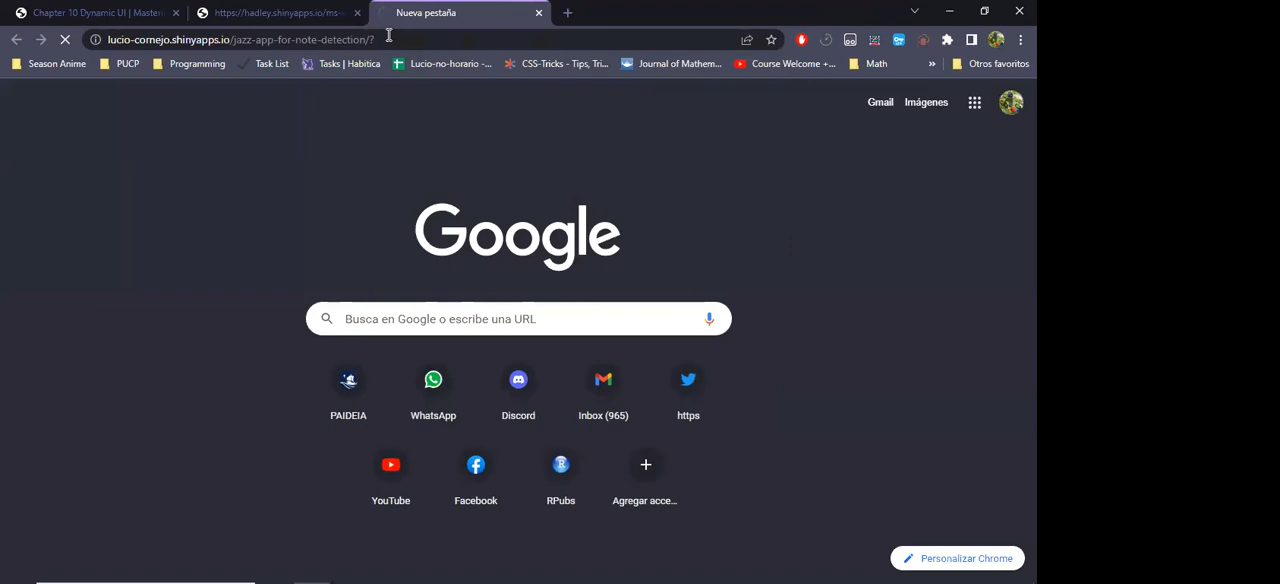 Chapter 10 Dynamic UI | Masteri
https://hadley.shinyapps.io/ms-
Nueva pestaña
lucio-cornejo.shinyapps.io/jazz-app-for-note-detection/?
Season Anime
PUCP
Programming
Task List
Tasks | Habitica
Lucio-no-horario -...
CSS-Tricks - Tips, Tri...
Journal of Mathem...
Course Welcome +...
Math
»
Otros favoritos
Gmail
Imágenes
Google
Busca en Google o escribe una URL
PAIDEIA
WhatsApp
Discord
Inbox (965)
https
YouTube
Facebook
RPubs
Agregar acce...
Personalizar Chrome